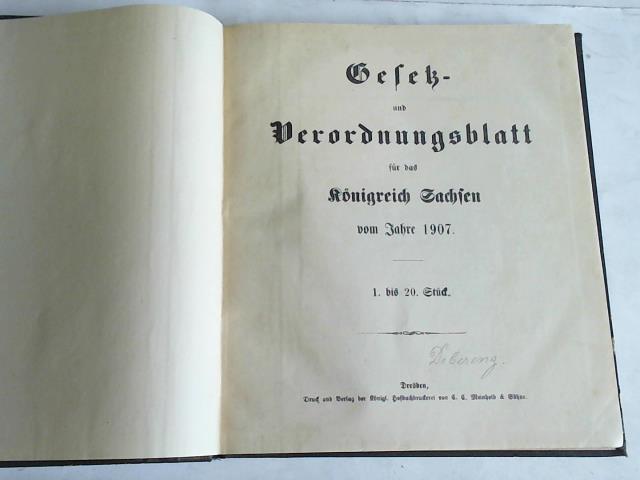 Gesetz-
und
Verordnungsblatt
für das
Königreich Sachsen
vom Jahre 1907.
1. bis 20. Stück.
Dresden,
Druck und Verlag der Königl. Hofbuchdruckerei von C. C. Meinhold & Söhne.